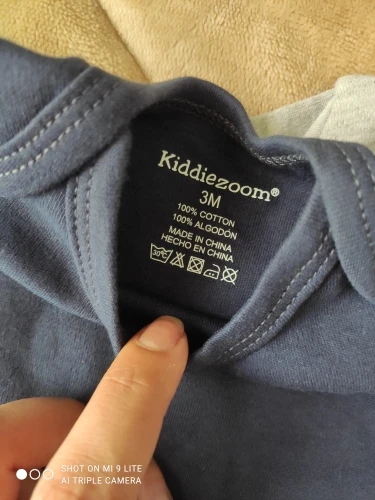 Kiddiezoom®
3M
100% COTTON
100% ALGODÓN
MADE IN CHINA
HECHO EN CHINA
30°C
SHOT ON MI 9 LITE
AI TRIPLE CAMERA